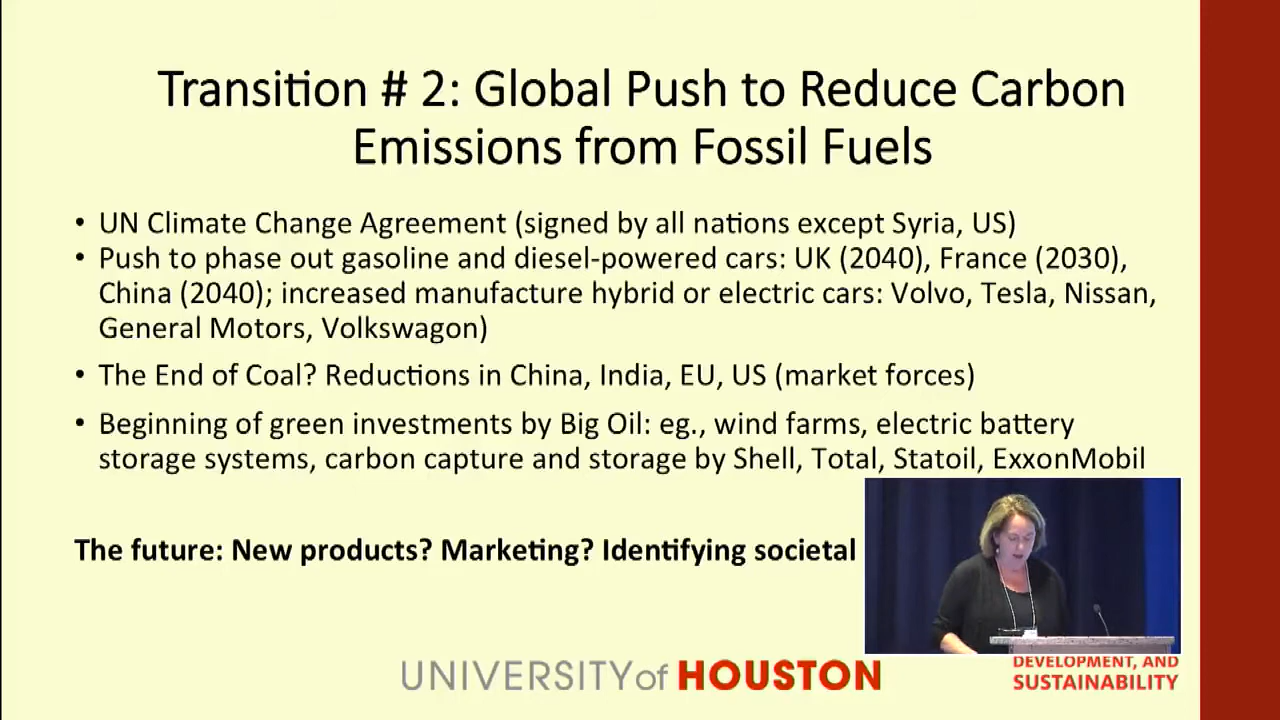 Transition # 2: Global Push to Reduce Carbon
Emissions from Fossil Fuels
• UN Climate Change Agreement (signed by all nations except Syria, US)
• Push to phase out gasoline and diesel-powered cars: UK (2040), France (2030),
China (2040); increased manufacture hybrid or electric cars: Volvo, Tesla, Nissan,
General Motors, Volkswagon)
• The End of Coal? Reductions in China, India, EU, US (market forces)
• Beginning of green investments by Big Oil: eg., wind farms, electric battery
storage systems, carbon capture and storage by Shell, Total, Statoil, ExxonMobil
The future: New products? Marketing? Identifying societal
UNIVERSITY of HOUSTON
DEVELOPMENT, AND
SUSTAINABILITY